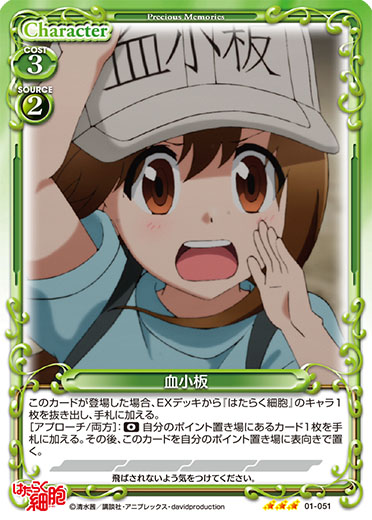 Precious Memories
Character
COST
3
SOURCE
2
血小板
血小板
このカードが登場した場合、EXデッキから『はたらく細胞』のキャラ1
枚を抜き出し、手札に加える。
[アプローチ/両方]:0 自分のポイント置き場にあるカード1枚を手
札に加える。その後、このカードを自分のポイント置き場に表向きで置
く。
飛ばされないよう気をつけてください。
はたらく
細胞
©清水茜/講談社・アニプレックス・davidproduction
01-051